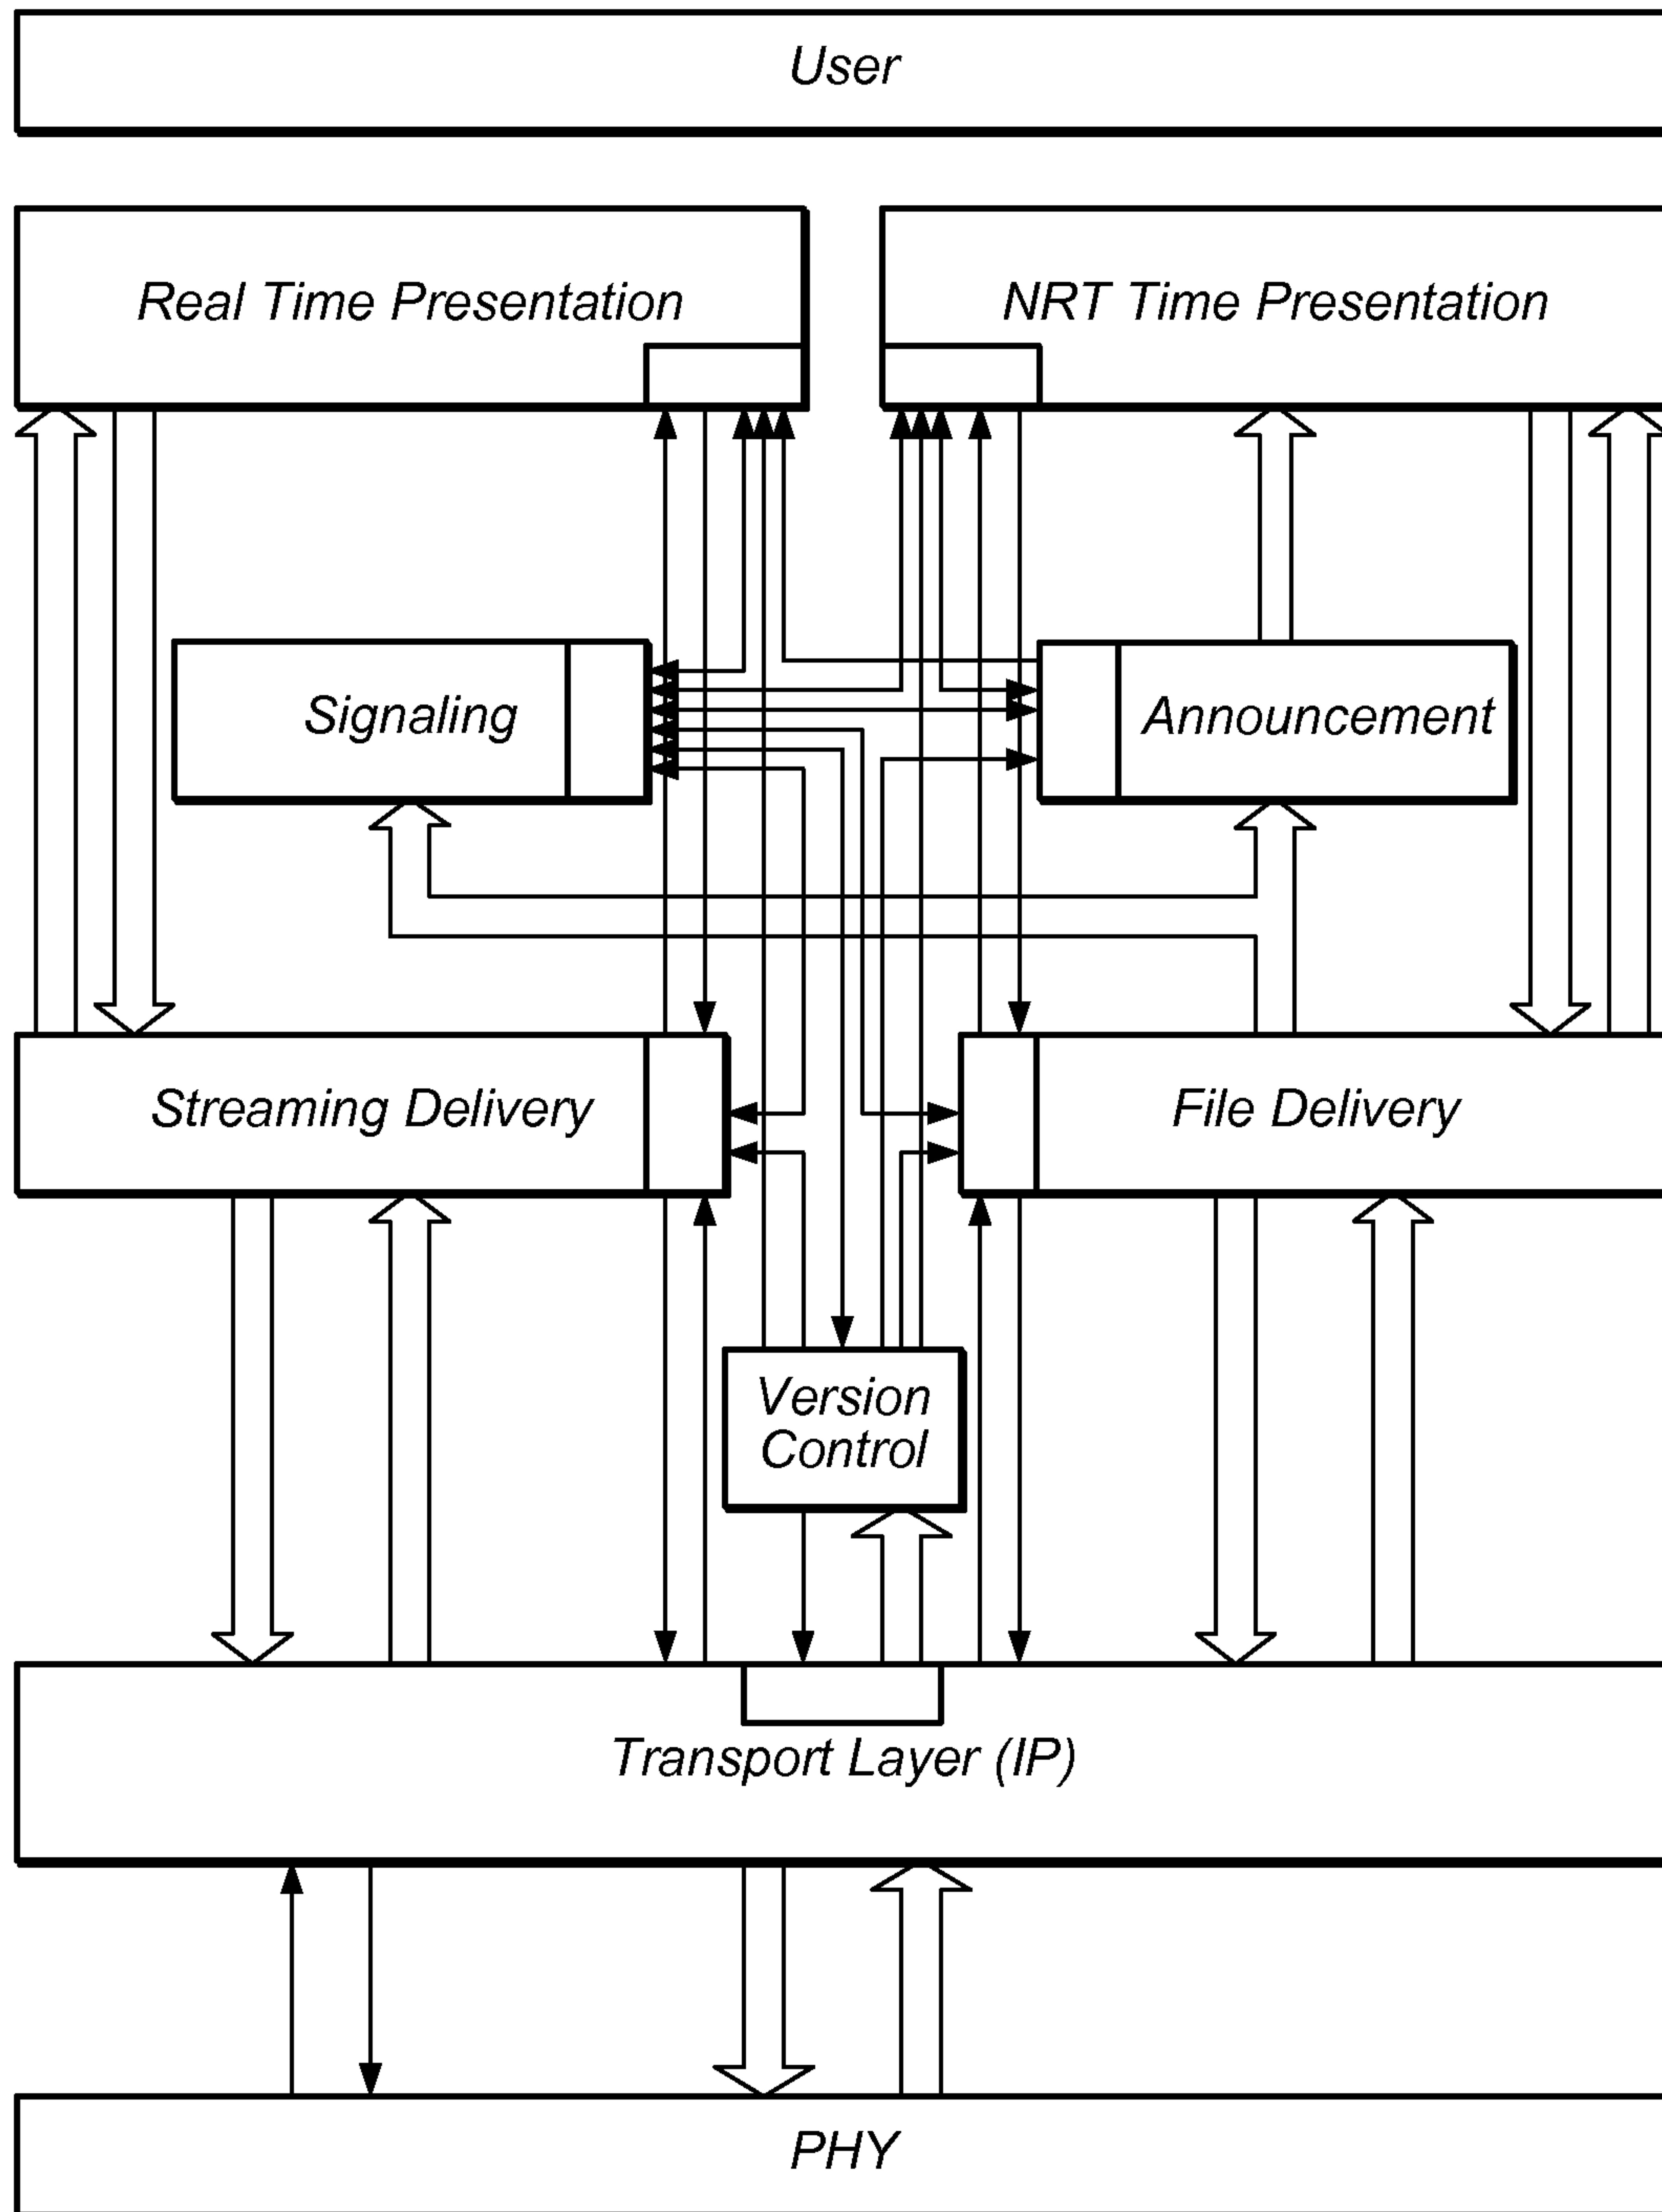 User
Real Time Presentation
NRT Time Presentation
Signaling
Announcement
Streaming Delivery
File Delivery
Version
Control
Transport Layer (IP)
PHY